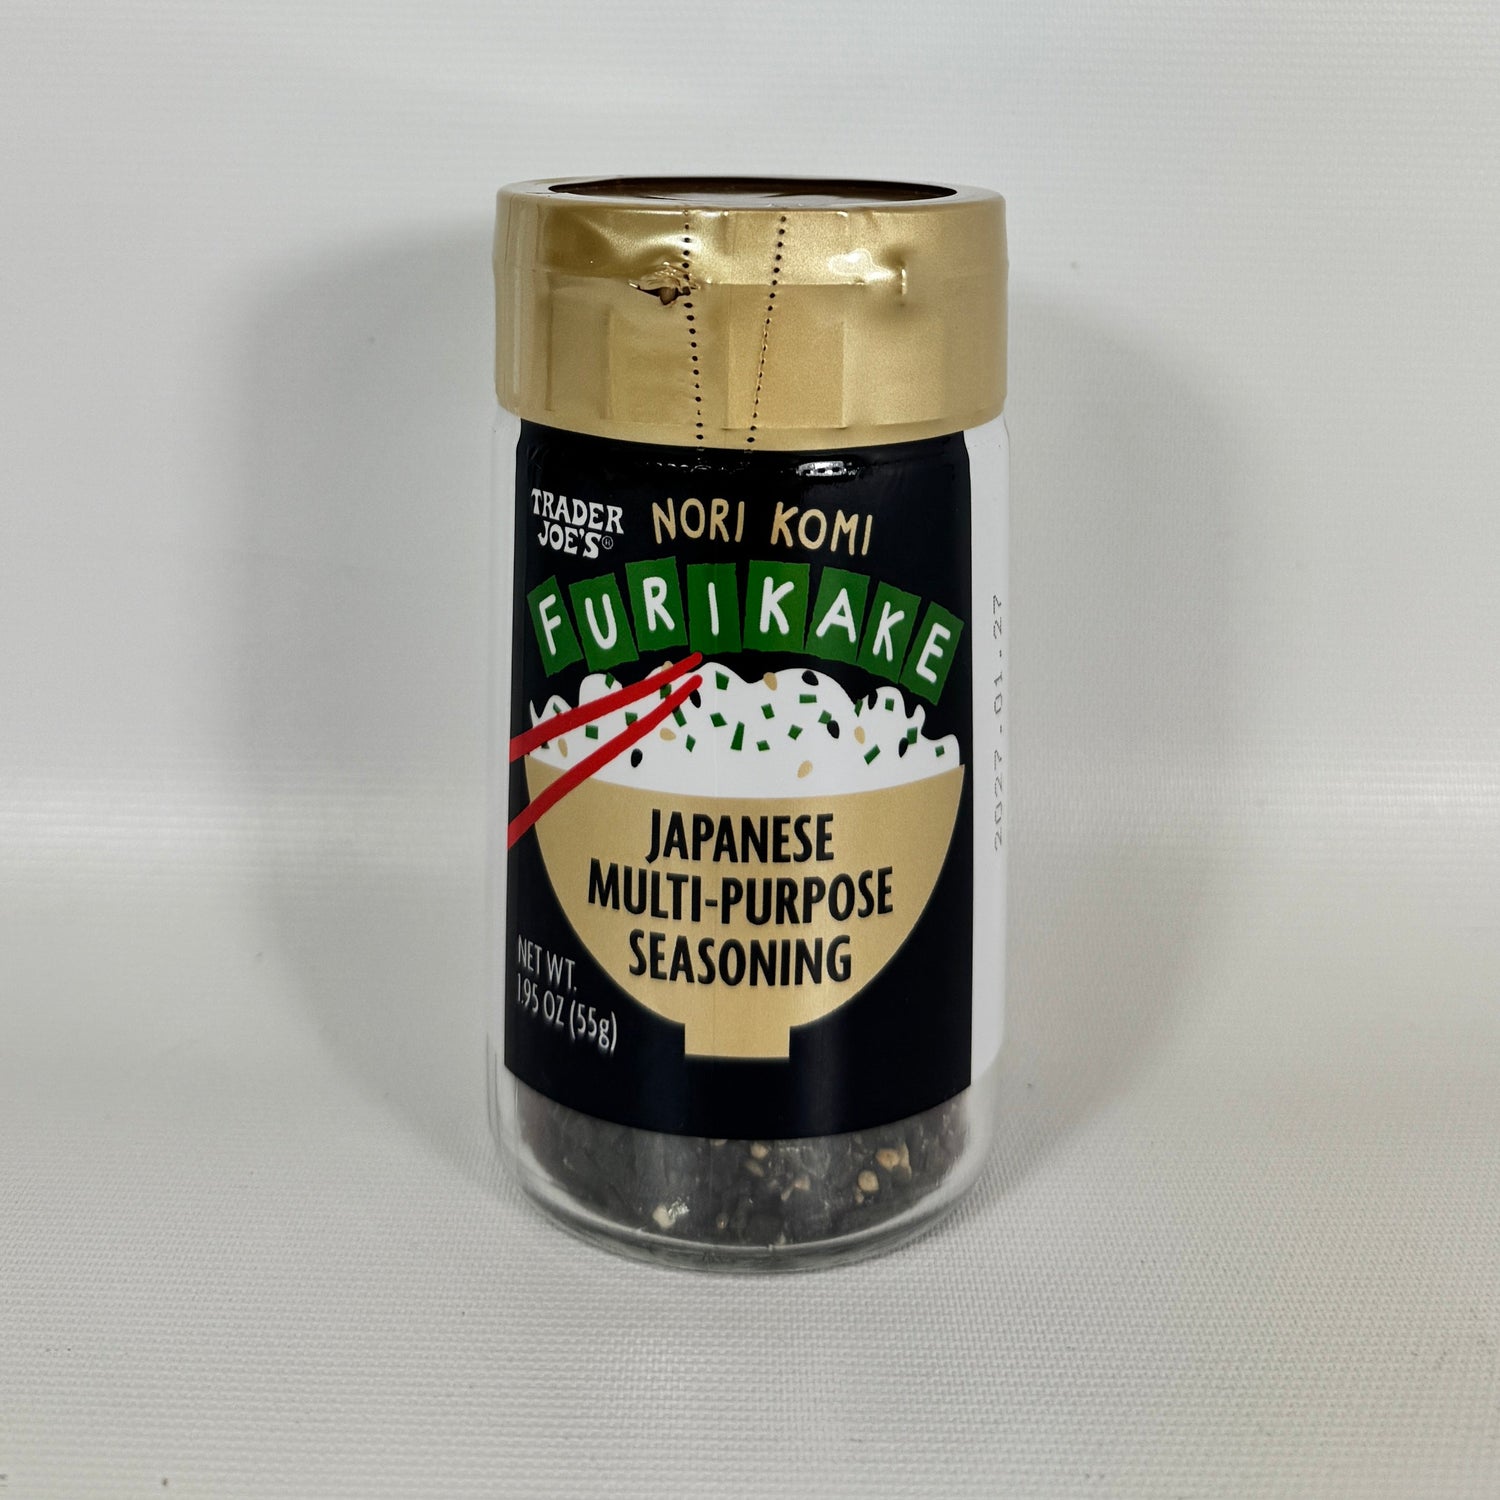 TRADER
JOE'S®
NORI KOMI
FURIKAKE
JAPANESE
MULTI-PURPOSE
SEASONING
NET WT.
1.95 OZ (55g)
2027.01.27